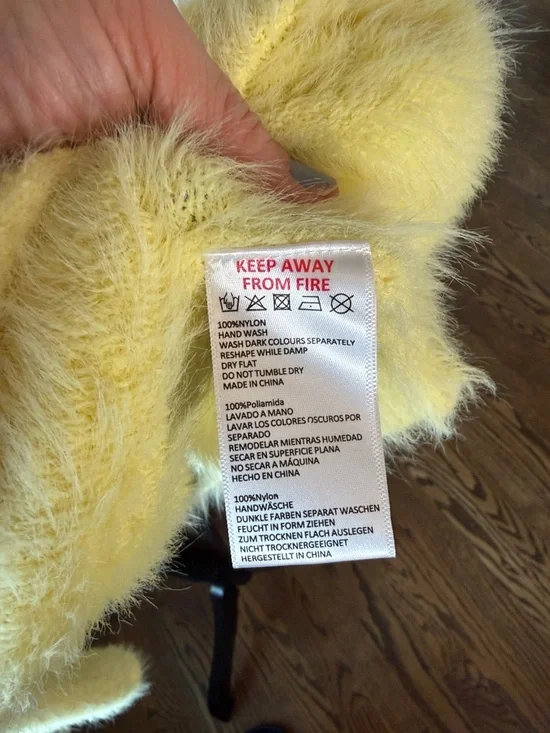 KEEP AWAY
FROM FIRE
100%NYLON
HAND WASH
WASH DARK COLOURS SEPARATELY
RESHAPE WHILE DAMP
DRY FLAT
DO NOT TUMBLE DRY
MADE IN CHINA
100%Poliamida
LAVADO A MANO
LAVAR LOS COLORES OSCUROS POR
SEPARADO
REMODELAR MIENTRAS HUMEDAD
SECAR EN SUPERFICIE PLANA
NO SECAR A MÁQUINA
HECHO EN CHINA
100%Nylon
HANDWÄSCHE
DUNKLE FARBEN SEPARAT WASCHEN
FEUCHT IN FORM ZIEHEN
ZUM TROCKNEN FLACH AUSLEGEN
NICHT TROCKNERGEEIGNET
HERGESTELLT IN CHINA